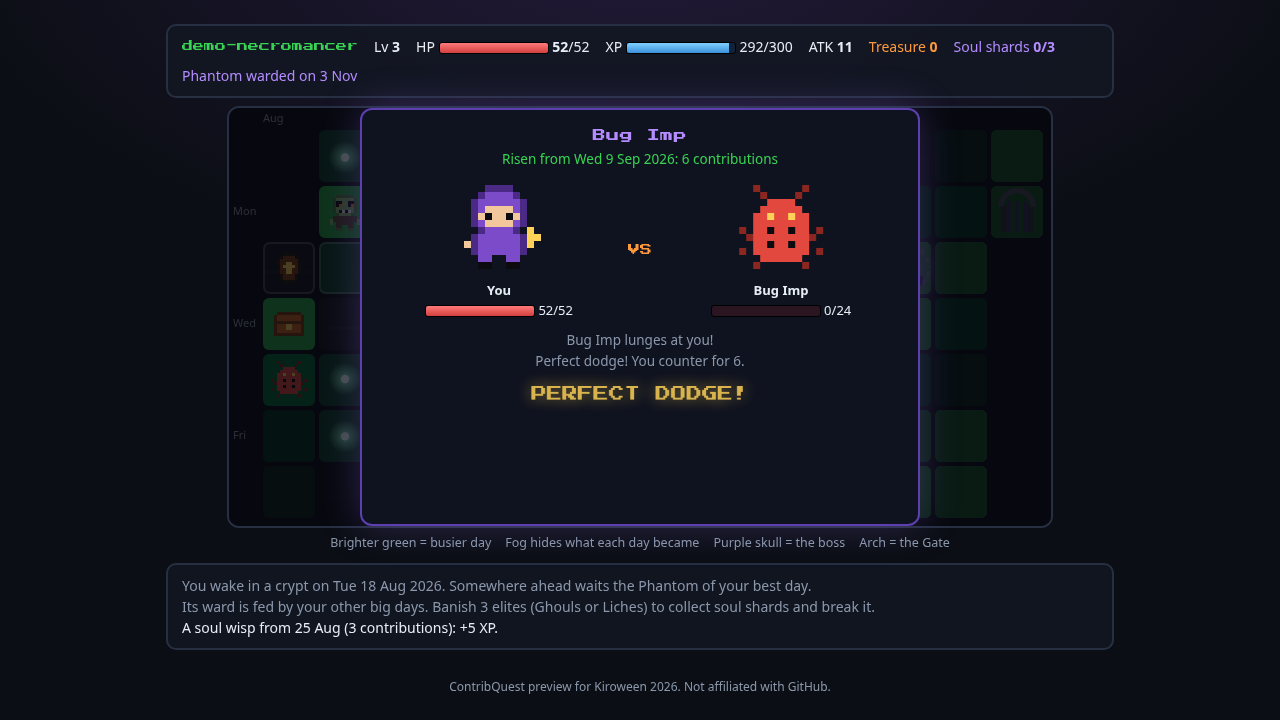 demo-necromancer Lv 3 HP 52/52 XP 292/300 ATK 11 Treasure 0 Soul shards 0/3
Phantom warded on 3 Nov
Aug
Mon
Wed
Fri
Bug Imp
Risen from Wed 9 Sep 2026: 6 contributions
vs
You Bug Imp
52/52 0/24
Bug Imp lunges at you!
Perfect dodge! You counter for 6.
PERFECT DODGE!
Brighter green = busier day Fog hides what each day became Purple skull = the boss Arch = the Gate
You wake in a crypt on Tue 18 Aug 2026. Somewhere ahead waits the Phantom of your best day.
Its ward is fed by your other big days. Banish 3 elites (Ghouls or Liches) to collect soul shards and break it.
A soul wisp from 25 Aug (3 contributions): +5 XP.
ContribQuest preview for Kiroween 2026. Not affiliated with GitHub.